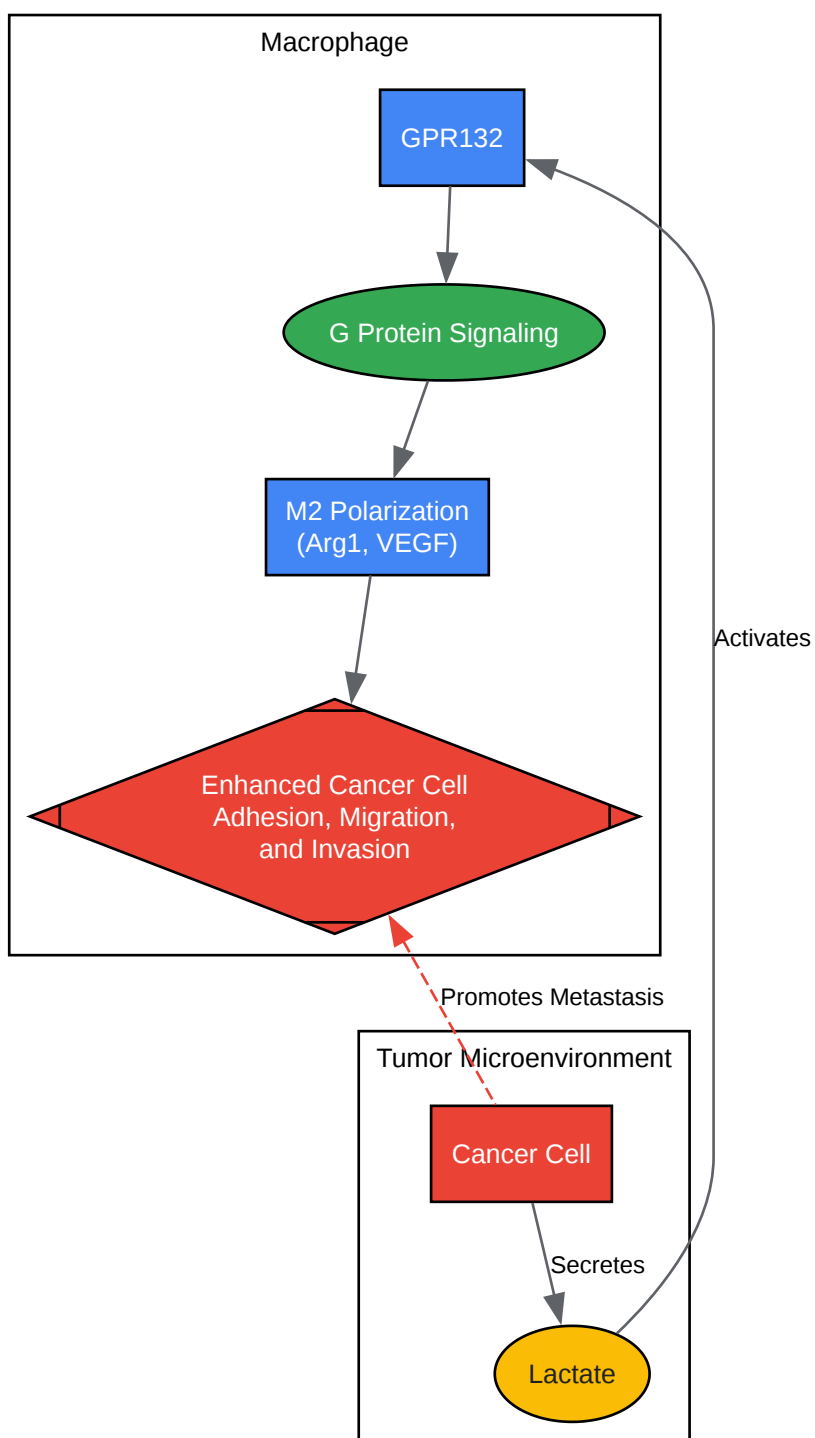 Macrophage
GPR132
G Protein Signaling
M2 Polarization
(Arg1, VEGF)
Activates
Enhanced Cancer Cell
Adhesion, Migration,
and Invasion
Promotes Metastasis
Tumor Microenvironment
Cancer Cell
Secretes
Lactate